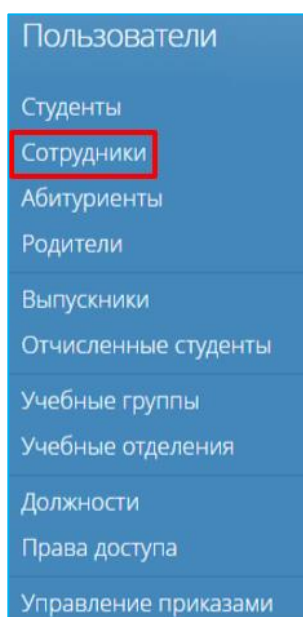 Пользователи
Студенты
Сотрудники
Абитуриенты
Родители
Выпускники
Отчисленные студенты
Учебные группы
Учебные отделения
Должности
Права доступа
Управление приказами